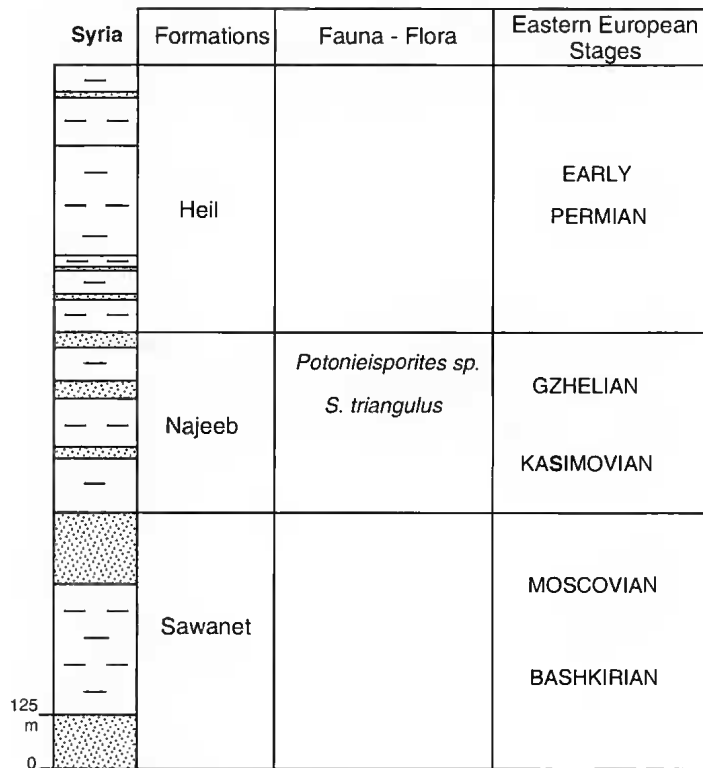 Syria
Formations
Fauna - Flora
Eastern European
Stages
Heil
EARLY
PERMIAN
Najeeb
Potonieisporites sp.
S. triangulus
GZHELIAN
KASIMOVIAN
Sawanet
MOSCOVIAN
BASHKIRIAN
125
m
0